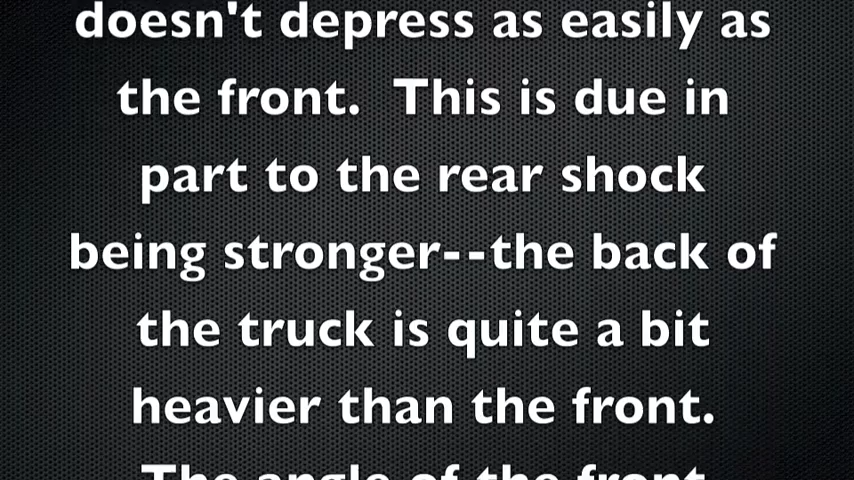 doesn't depress as easily as
the front.  This is due in
part to the rear shock
being stronger--the back of
the truck is quite a bit
heavier than the front.
The angle of the front